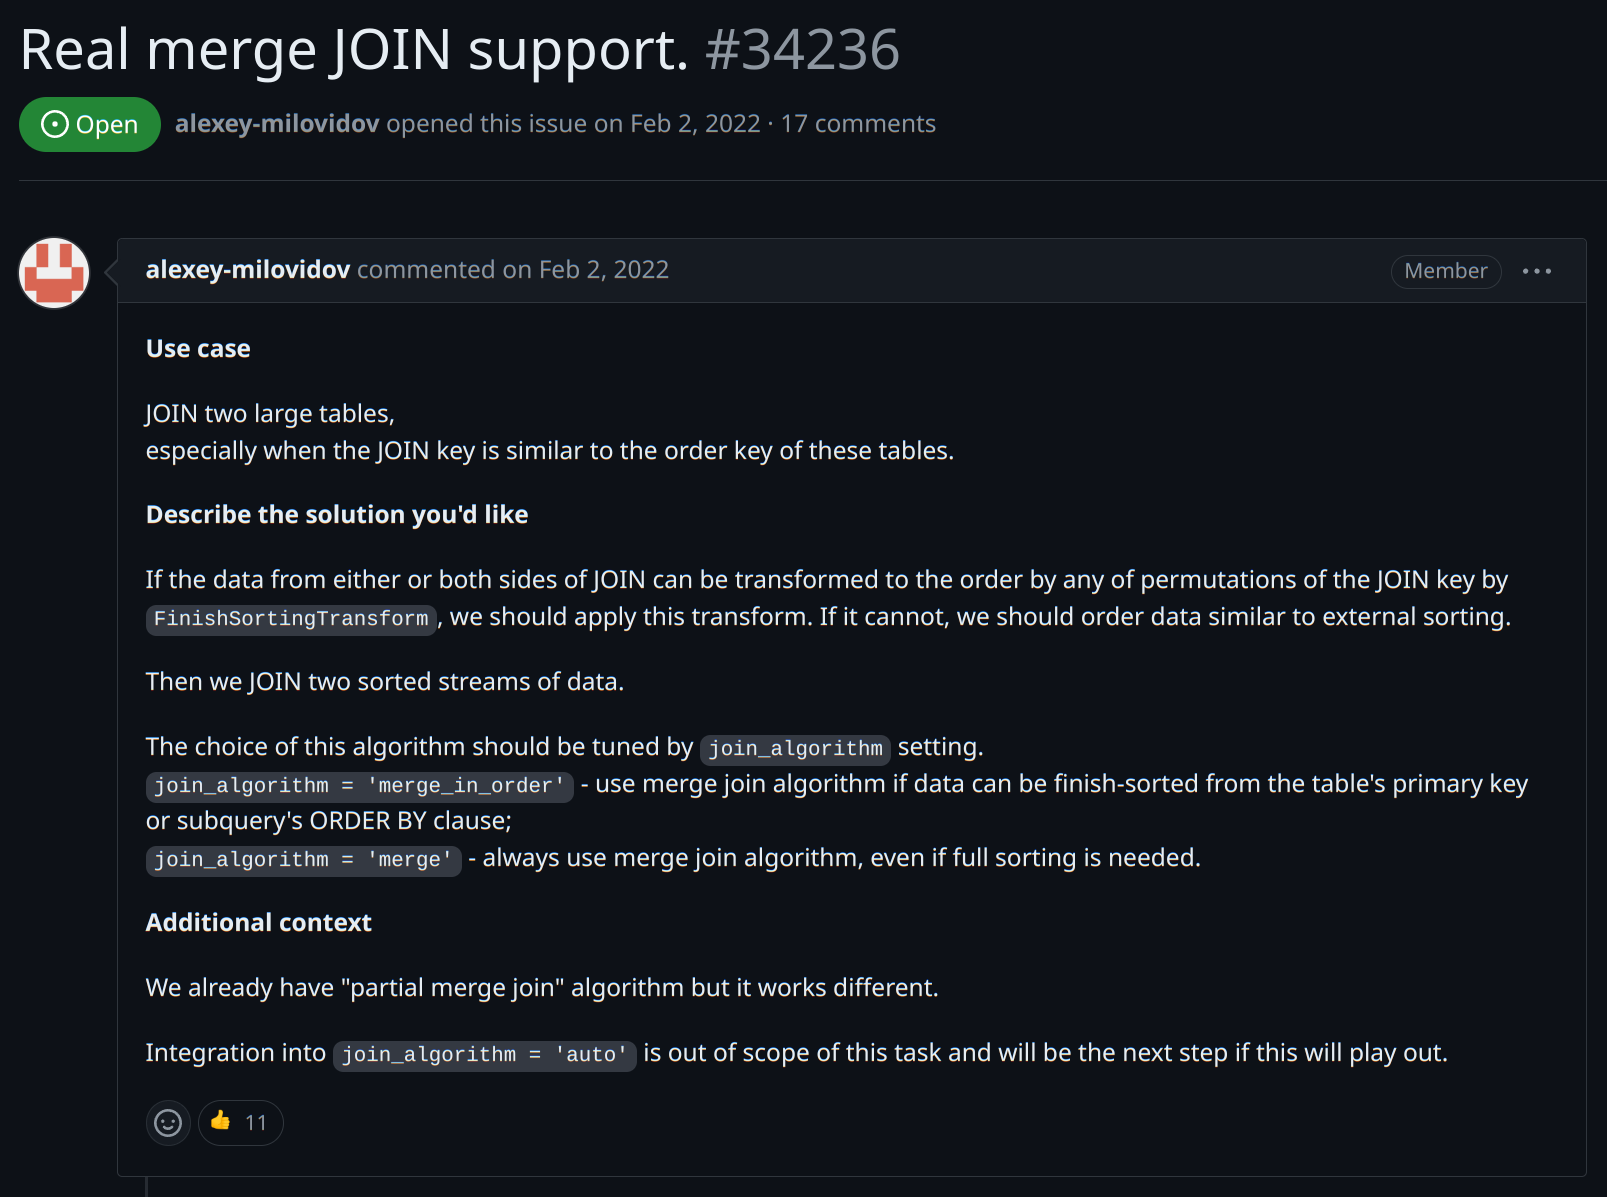 Real merge JOIN support. #34236
Open
alexey-milovidov opened this issue on Feb 2, 2022 · 17 comments
alexey-milovidov commented on Feb 2, 2022
Member
Use case
JOIN two large tables,
especially when the JOIN key is similar to the order key of these tables.
Describe the solution you'd like
If the data from either or both sides of JOIN can be transformed to the order by any of permutations of the JOIN key by
FinishSortingTransform, we should apply this transform. If it cannot, we should order data similar to external sorting.
Then we JOIN two sorted streams of data.
The choice of this algorithm should be tuned by join_algorithm setting.
join_algorithm = 'merge_in_order' - use merge join algorithm if data can be finish-sorted from the table's primary key
or subquery's ORDER BY clause;
join_algorithm = 'merge' - always use merge join algorithm, even if full sorting is needed.
Additional context
We already have "partial merge join" algorithm but it works different.
Integration into join_algorithm = 'auto' is out of scope of this task and will be the next step if this will play out.
👍 11